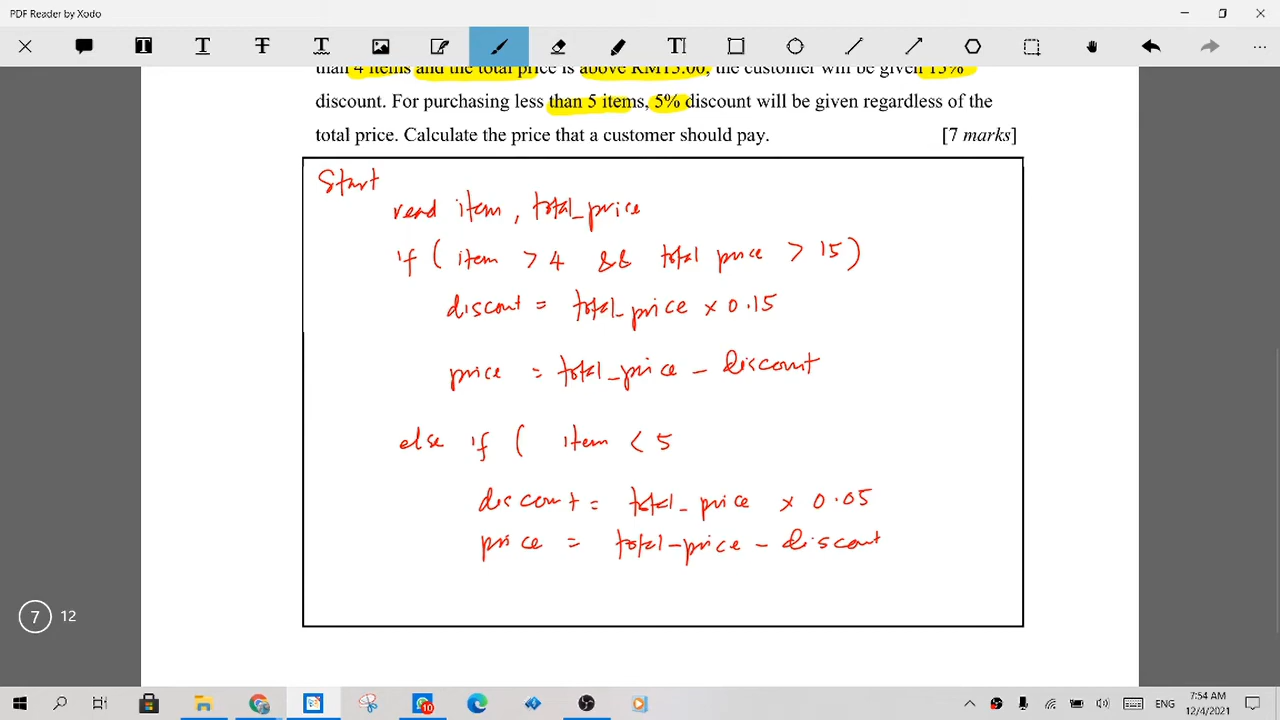 PDF Reader by Xodo
than 4 items and the total price is above RM15.00, the customer will be given 15%
discount. For purchasing less than 5 items, 5% discount will be given regardless of the
total price. Calculate the price that a customer should pay. [7 marks]
Start
read item, total_price
if ( item > 4 && total price > 15)
discout = total_price x 0.15
price = total_price - discount
else if ( item < 5
discount = total_price x 0.05
price = total_price - discount
7 12
10
7:54 AM
12/4/2021